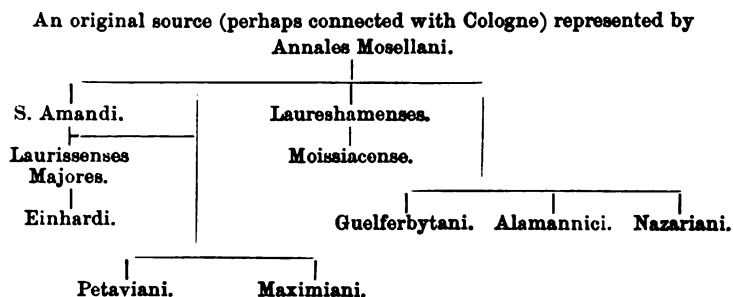 An original source (perhaps connected with Cologne) represented by
Annales Mosellani.
S. Amandi. Laureshamenses.
Laurissenses Moissiacense.
Majores.
Einhardi. Guelferbytani. Alamannici. Nazariani.
Petaviani. Maximiani.